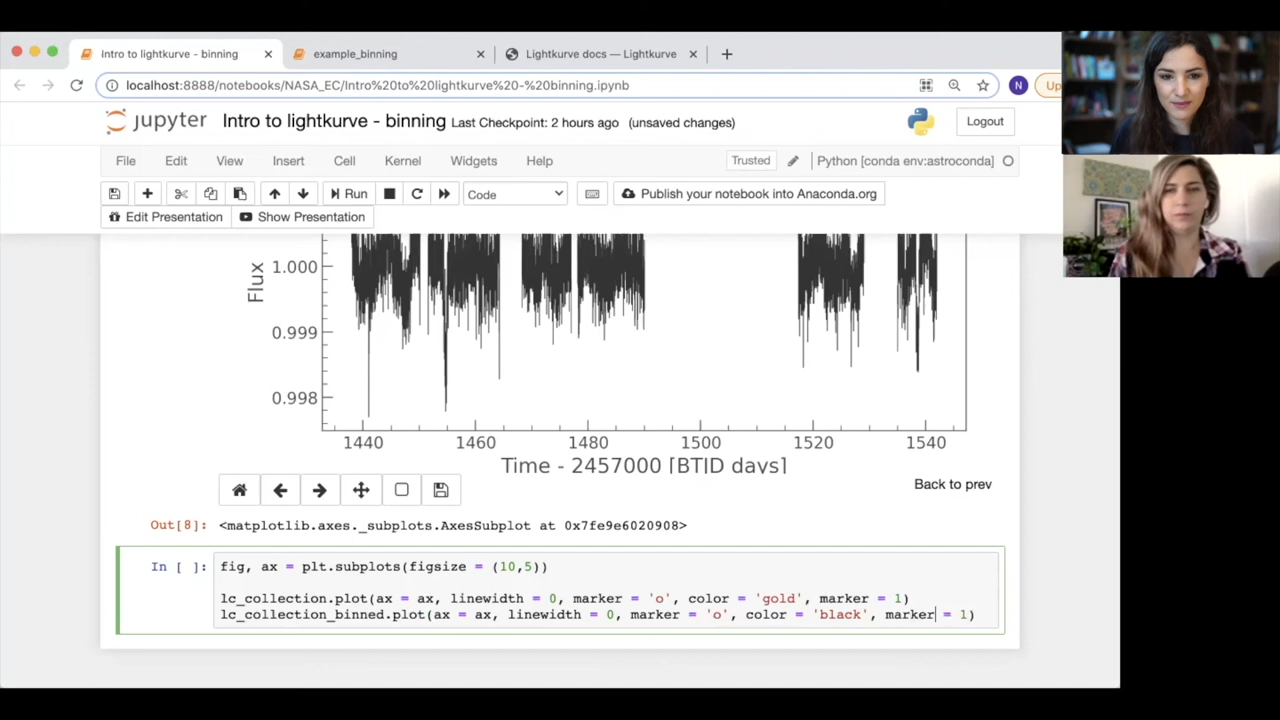 Intro to lightkurve - binning
example_binning
Lightkurve docs — Lightkurve
localhost:8888/notebooks/NASA_EC/Intro%20to%20lightkurve%20-%20binning.ipynb
N
Up
jupyter Intro to lightkurve - binning Last Checkpoint: 2 hours ago (unsaved changes)
Logout
File Edit View Insert Cell Kernel Widgets Help
Trusted
Python [conda env:astroconda]
Run
Code
Publish your notebook into Anaconda.org
Edit Presentation
Show Presentation
Flux
1.000
0.999
0.998
1440 1460 1480 1500 1520 1540
Time - 2457000 [BTJD days]
Back to prev
Out[8]: <matplotlib.axes._subplots.AxesSubplot at 0x7fe9e6020908>
In [ ]: fig, ax = plt.subplots(figsize = (10,5))
lc_collection.plot(ax = ax, linewidth = 0, marker = 'o', color = 'gold', marker = 1)
lc_collection_binned.plot(ax = ax, linewidth = 0, marker = 'o', color = 'black', marker = 1)